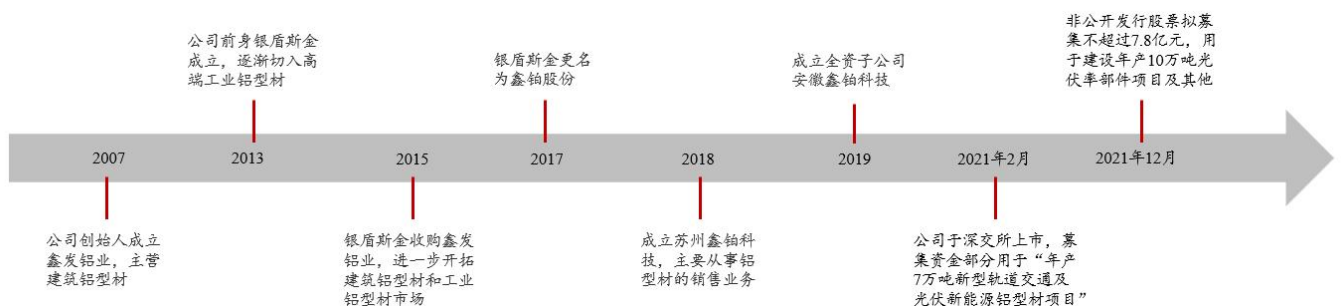 公司前身银盾斯金
成立，逐渐切入高
端工业铝型材
银盾斯金更名
为鑫铂股份
成立全资子公司
安徽鑫铂科技
非公开发行股票拟募
集不超过7.8亿元，用
于建设年产10万吨光
伏率部件项目及其他
2007
2013
2015
2017
2018
2019
2021年2月
2021年12月
公司创始人成立
鑫发铝业，主营
建筑铝型材
银盾斯金收购鑫发
铝业，进一步开拓
建筑铝型材和工业
铝型材市场
成立苏州鑫铂科
技，主要从事铝
型材的销售业务
公司于深交所上市，募
集资金部分用于“年产
7万吨新型轨道交通及
光伏新能源铝型材项目”